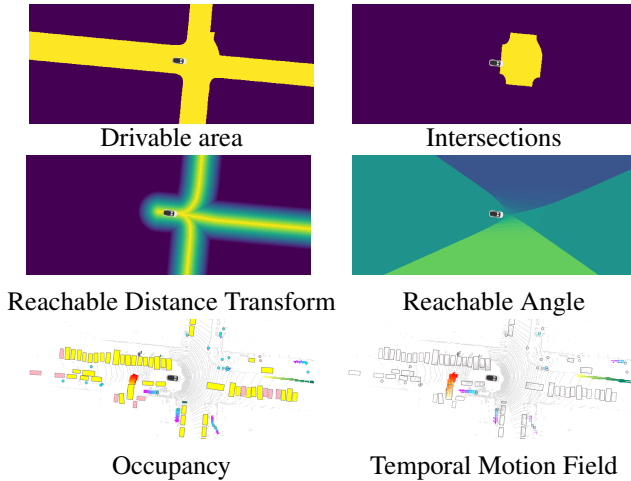 Drivable area
Intersections
Reachable Distance Transform
Reachable Angle
Occupancy
Temporal Motion Field